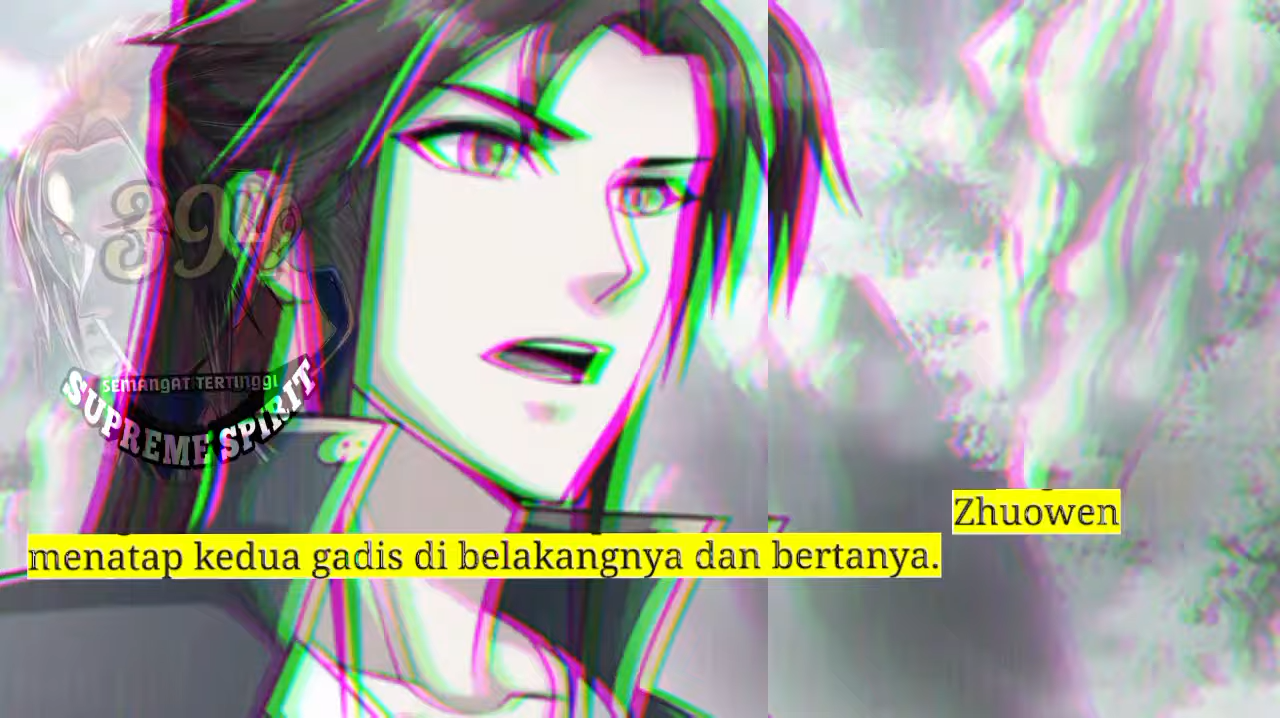 SEMANGAT TERTINGGI
SUPREME SPIRIT
Zhuowen
menatap kedua gadis di belakangnya dan bertanya.